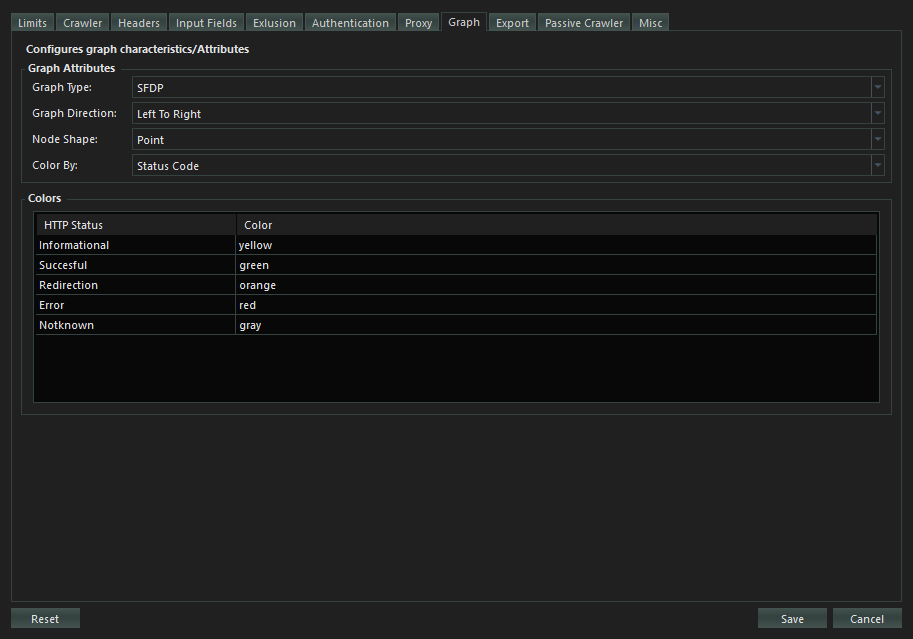 Limits Crawler Headers Input Fields Exlusion Authentication Proxy Graph Export Passive Crawler Misc
Configures graph characteristics/Attributes
Graph Attributes
Graph Type: SFDP
Graph Direction: Left To Right
Node Shape: Point
Color By: Status Code
Colors
HTTP Status Color
Informational yellow
Succesful green
Redirection orange
Error red
Notknown gray
Reset Save Cancel